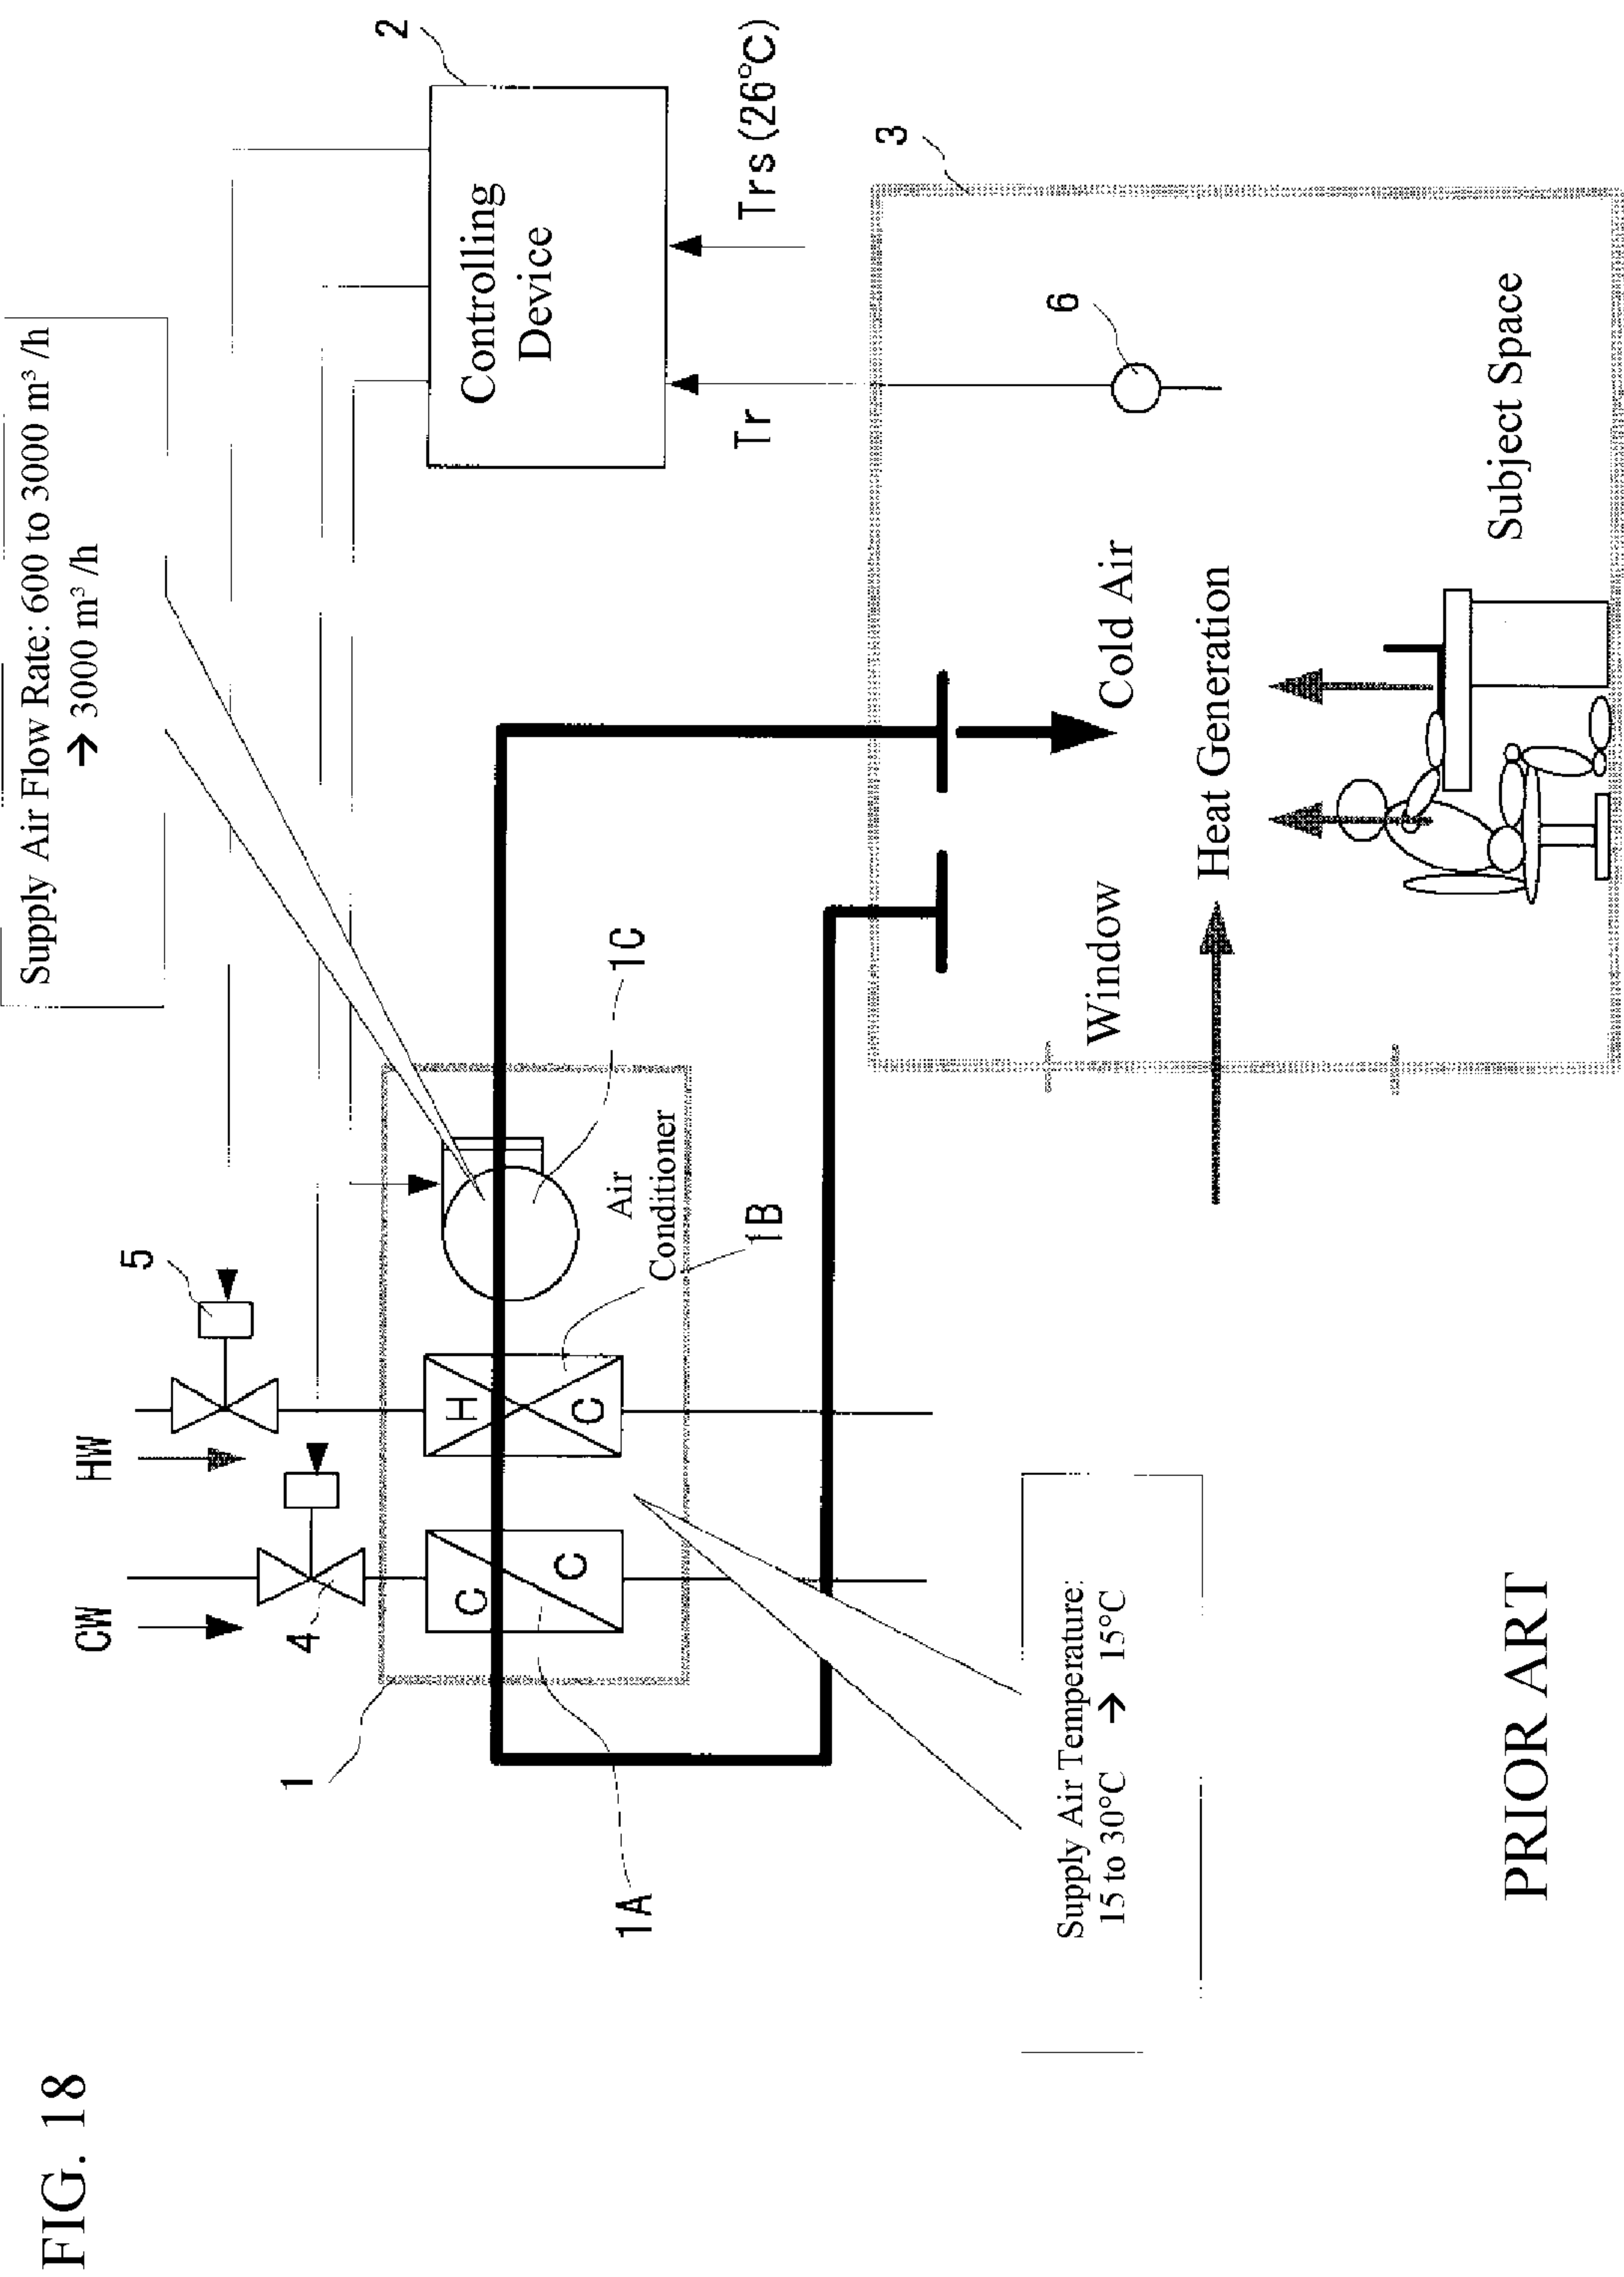 FIG. 18
Supply Air Flow Rate: 600 to 3000 m³ /h
→ 3000 m³ /h
CW
HW
5
4
2
1
C
C
H
C
Controlling
Device
Air
Conditioner
1A
1B
1C
Tr
Trs (26°C)
3
6
Supply Air Temperature:
15 to 30°C → 15°C
Window
Cold Air
Heat Generation
Subject Space
PRIOR ART